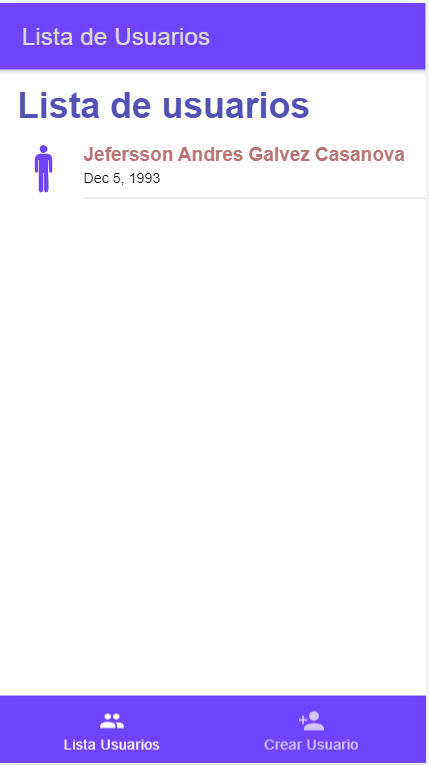 Lista de Usuarios
Lista de usuarios
Jefersson Andres Galvez Casanova
Dec 5, 1993
Lista Usuarios
Crear Usuario